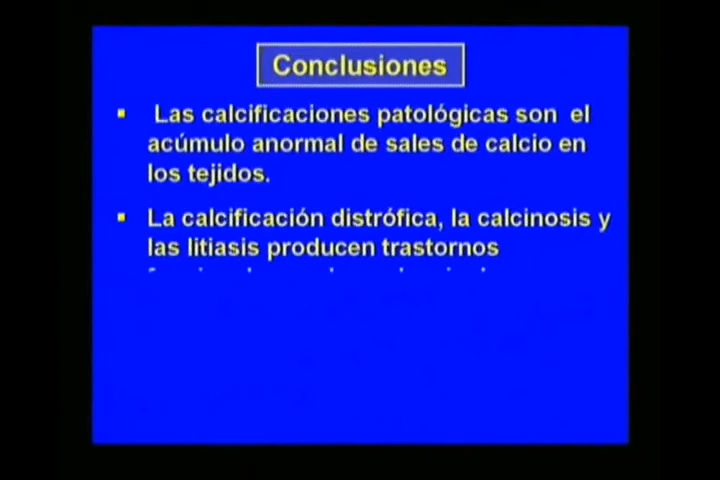 Conclusiones
▪ Las calcificaciones patológicas son el
acúmulo anormal de sales de calcio en
los tejidos.
▪ La calcificación distrófica, la calcinosis y
las litiasis producen trastornos